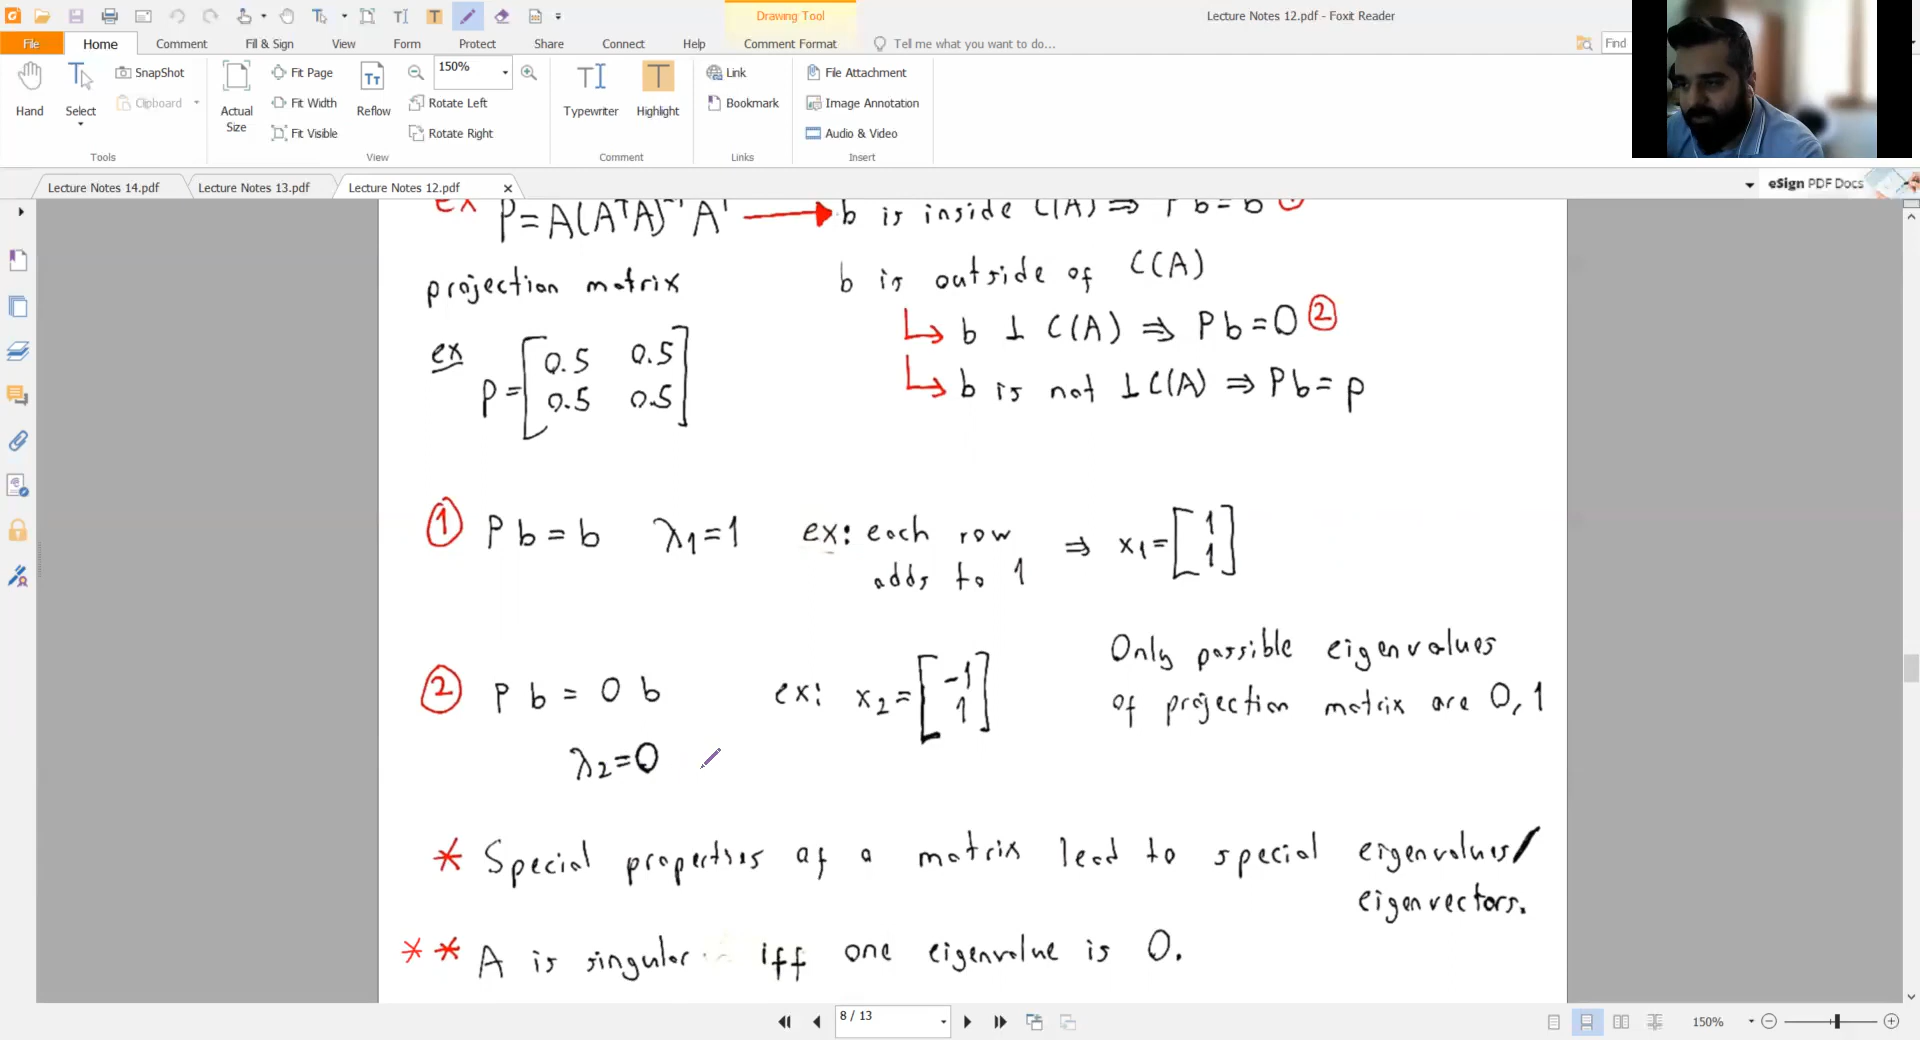 Drawing Tool
Lecture Notes 12.pdf - Foxit Reader
File Home Comment Fill & Sign View Form Protect Share Connect Help Comment Format Tell me what you want to do... Find
Hand
Select
SnapShot
Clipboard
Actual Size
Fit Page
Fit Width
Fit Visible
Reflow
150%
Rotate Left
Rotate Right
Typewriter
Highlight
Link
Bookmark
File Attachment
Image Annotation
Audio & Video
Tools View Comment Links Insert
Lecture Notes 14.pdf Lecture Notes 13.pdf Lecture Notes 12.pdf eSign PDF Docs
ex P=A(AᵀA)⁻¹Aᵀ → b is inside C(A) ⇒ Pb=b ①
projection matrix b is outside of C(A)
b ⊥ C(A) ⇒ Pb=0 ②
b is not ⊥ C(A) ⇒ Pb=p
ex P=[0.5 0.5
0.5 0.5]
① Pb=b λ₁=1 ex: each row adds to 1 ⇒ x₁=[1
1]
② Pb = 0 b ex: x₂=[-1
1]
λ₂=0
Only possible eigenvalues
of projection matrix are 0,1
* Special properties of a matrix lead to special eigenvalues/
eigenvectors.
** A is singular iff one eigenvalue is 0.
8 / 13 150%